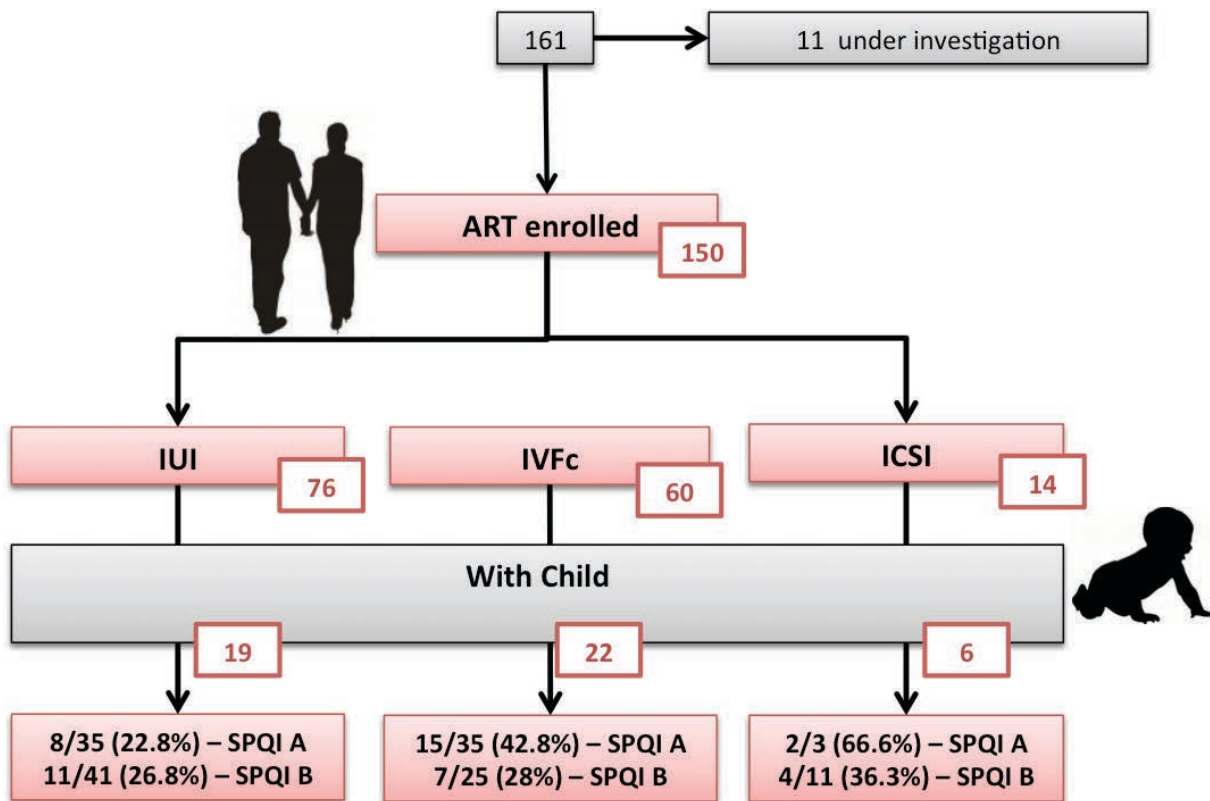 161
11 under investigation
ART enrolled
150
IUI
76
IVFc
60
ICSI
14
With Child
19
22
6
8/35 (22.8%) – SPQI A
11/41 (26.8%) – SPQI B
15/35 (42.8%) – SPQI A
7/25 (28%) – SPQI B
2/3 (66.6%) – SPQI A
4/11 (36.3%) – SPQI B